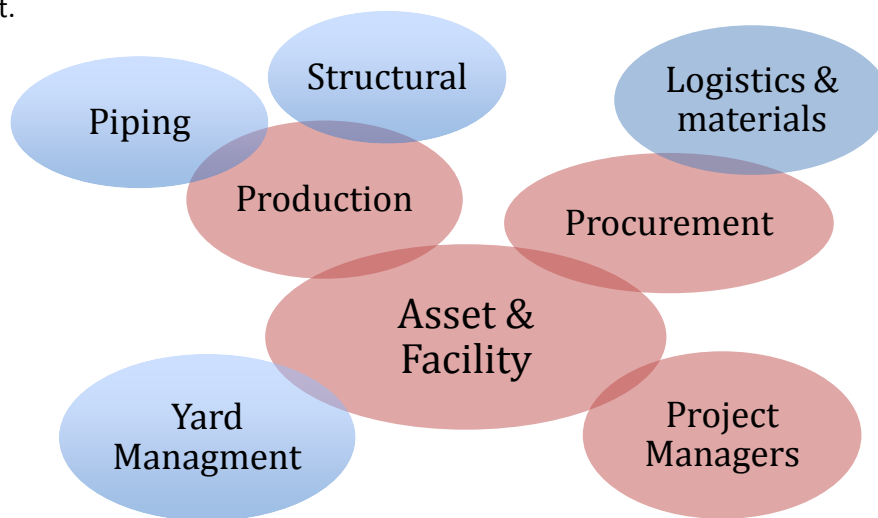 t.
Structural
Piping
Logistics &
materials
Production
Procurement
Asset &
Facility
Yard
Managment
Project
Managers